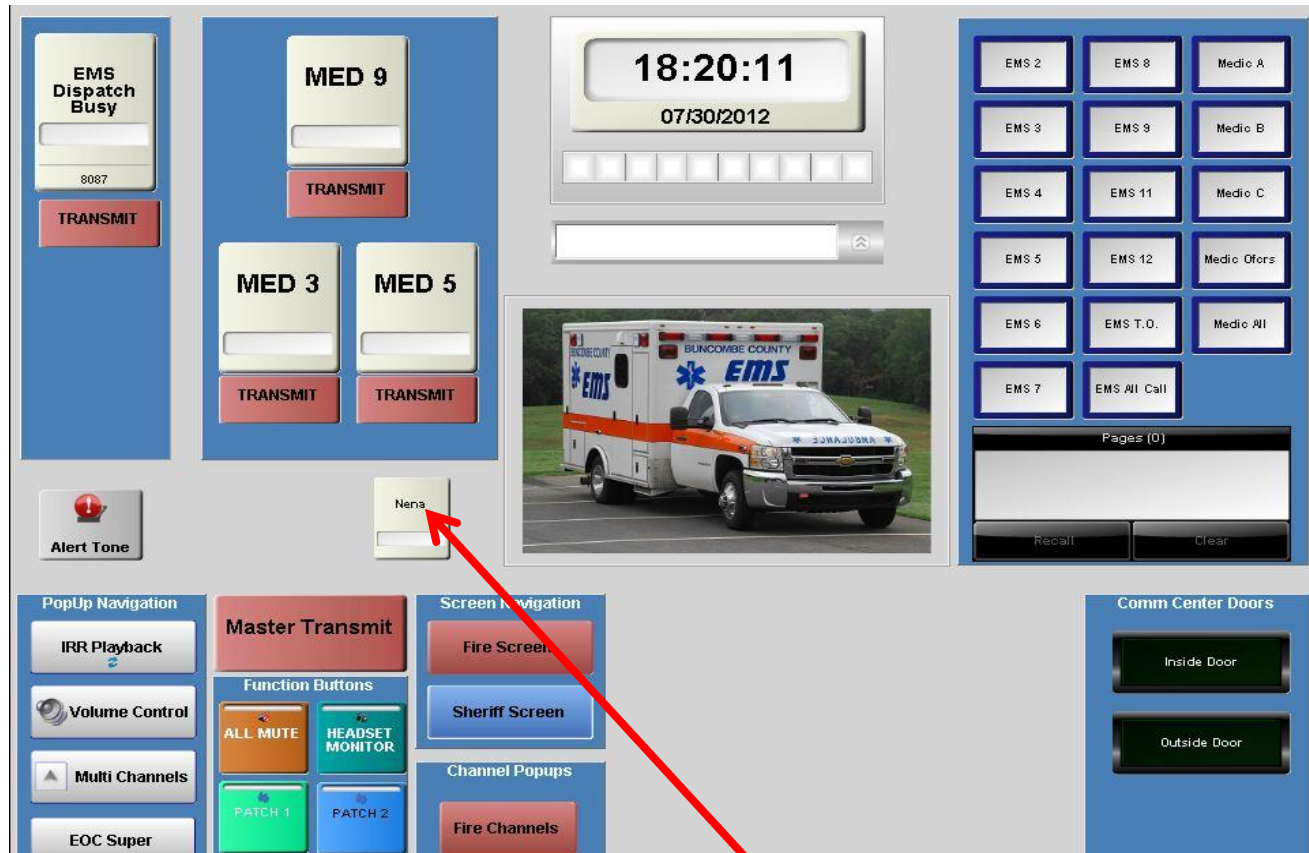 EMS
Dispatch
Busy
8087
TRANSMIT
MED 9
TRANSMIT
MED 3
TRANSMIT
MED 5
TRANSMIT
18:20:11
07/30/2012
BUNCOMBE COUNTY
EMS
BUNCOMBE COUNTY
EMS
AMBULANCE
EMS 2
EMS 8
Medic A
EMS 3
EMS 9
Medic B
EMS 4
EMS 11
Medic C
EMS 5
EMS 12
Medic Ofcrs
EMS 6
EMS T.O.
Medic All
EMS 7
EMS All Call
Pages (0)
Recall
Clear
Alert Tone
Nena
PopUp Navigation
IRR Playback
Volume Control
Multi Channels
EOC Super
Master Transmit
Function Buttons
ALL MUTE
HEADSET
MONITOR
PATCH 1
PATCH 2
Screen Navigation
Fire Screen
Sheriff Screen
Channel Popups
Fire Channels
Comm Center Doors
Inside Door
Outside Door